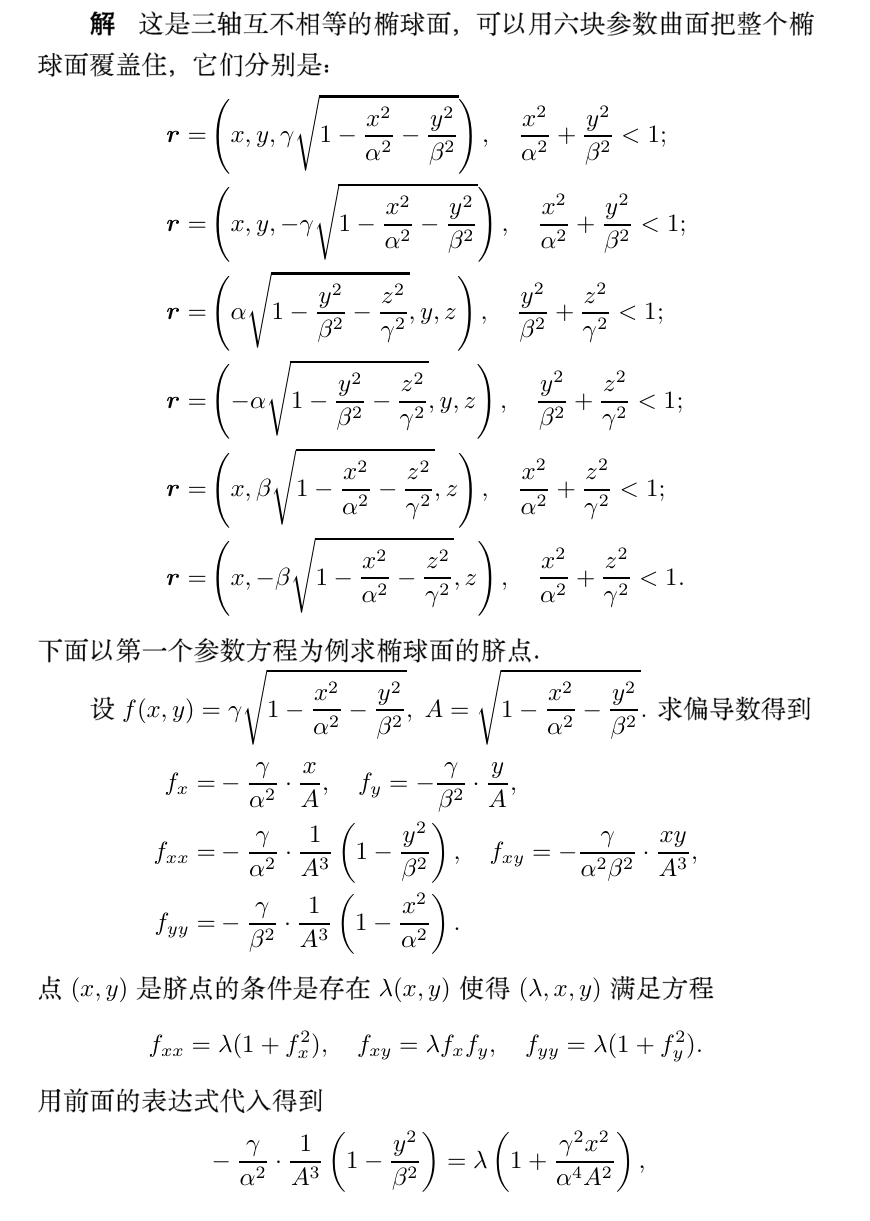 解 这是三轴互不相等的椭球面，可以用六块参数曲面把整个椭
球面覆盖住，它们分别是：
$\boldsymbol{r} = \left(x, y, \gamma\sqrt{1 - \frac{x^2}{\alpha^2} - \frac{y^2}{\beta^2}}\right), \quad \frac{x^2}{\alpha^2} + \frac{y^2}{\beta^2} < 1;$
$\boldsymbol{r} = \left(x, y, -\gamma\sqrt{1 - \frac{x^2}{\alpha^2} - \frac{y^2}{\beta^2}}\right), \quad \frac{x^2}{\alpha^2} + \frac{y^2}{\beta^2} < 1;$
$\boldsymbol{r} = \left(\alpha\sqrt{1 - \frac{y^2}{\beta^2} - \frac{z^2}{\gamma^2}}, y, z\right), \quad \frac{y^2}{\beta^2} + \frac{z^2}{\gamma^2} < 1;$
$\boldsymbol{r} = \left(-\alpha\sqrt{1 - \frac{y^2}{\beta^2} - \frac{z^2}{\gamma^2}}, y, z\right), \quad \frac{y^2}{\beta^2} + \frac{z^2}{\gamma^2} < 1;$
$\boldsymbol{r} = \left(x, \beta\sqrt{1 - \frac{x^2}{\alpha^2} - \frac{z^2}{\gamma^2}}, z\right), \quad \frac{x^2}{\alpha^2} + \frac{z^2}{\gamma^2} < 1;$
$\boldsymbol{r} = \left(x, -\beta\sqrt{1 - \frac{x^2}{\alpha^2} - \frac{z^2}{\gamma^2}}, z\right), \quad \frac{x^2}{\alpha^2} + \frac{z^2}{\gamma^2} < 1.$
下面以第一个参数方程为例求椭球面的脐点.
设 $f(x, y) = \gamma\sqrt{1 - \frac{x^2}{\alpha^2} - \frac{y^2}{\beta^2}}, \ A = \sqrt{1 - \frac{x^2}{\alpha^2} - \frac{y^2}{\beta^2}}.$ 求偏导数得到
$f_x = -\frac{\gamma}{\alpha^2} \cdot \frac{x}{A}, \quad f_y = -\frac{\gamma}{\beta^2} \cdot \frac{y}{A},$
$f_{xx} = -\frac{\gamma}{\alpha^2} \cdot \frac{1}{A^3}\left(1 - \frac{y^2}{\beta^2}\right), \quad f_{xy} = -\frac{\gamma}{\alpha^2\beta^2} \cdot \frac{xy}{A^3},$
$f_{yy} = -\frac{\gamma}{\beta^2} \cdot \frac{1}{A^3}\left(1 - \frac{x^2}{\alpha^2}\right).$
点 $(x, y)$ 是脐点的条件是存在 $\lambda(x, y)$ 使得 $(\lambda, x, y)$ 满足方程
$f_{xx} = \lambda(1 + f_x^2), \quad f_{xy} = \lambda f_x f_y, \quad f_{yy} = \lambda(1 + f_y^2).$
用前面的表达式代入得到
$-\frac{\gamma}{\alpha^2} \cdot \frac{1}{A^3}\left(1 - \frac{y^2}{\beta^2}\right) = \lambda\left(1 + \frac{\gamma^2 x^2}{\alpha^4 A^2}\right),$